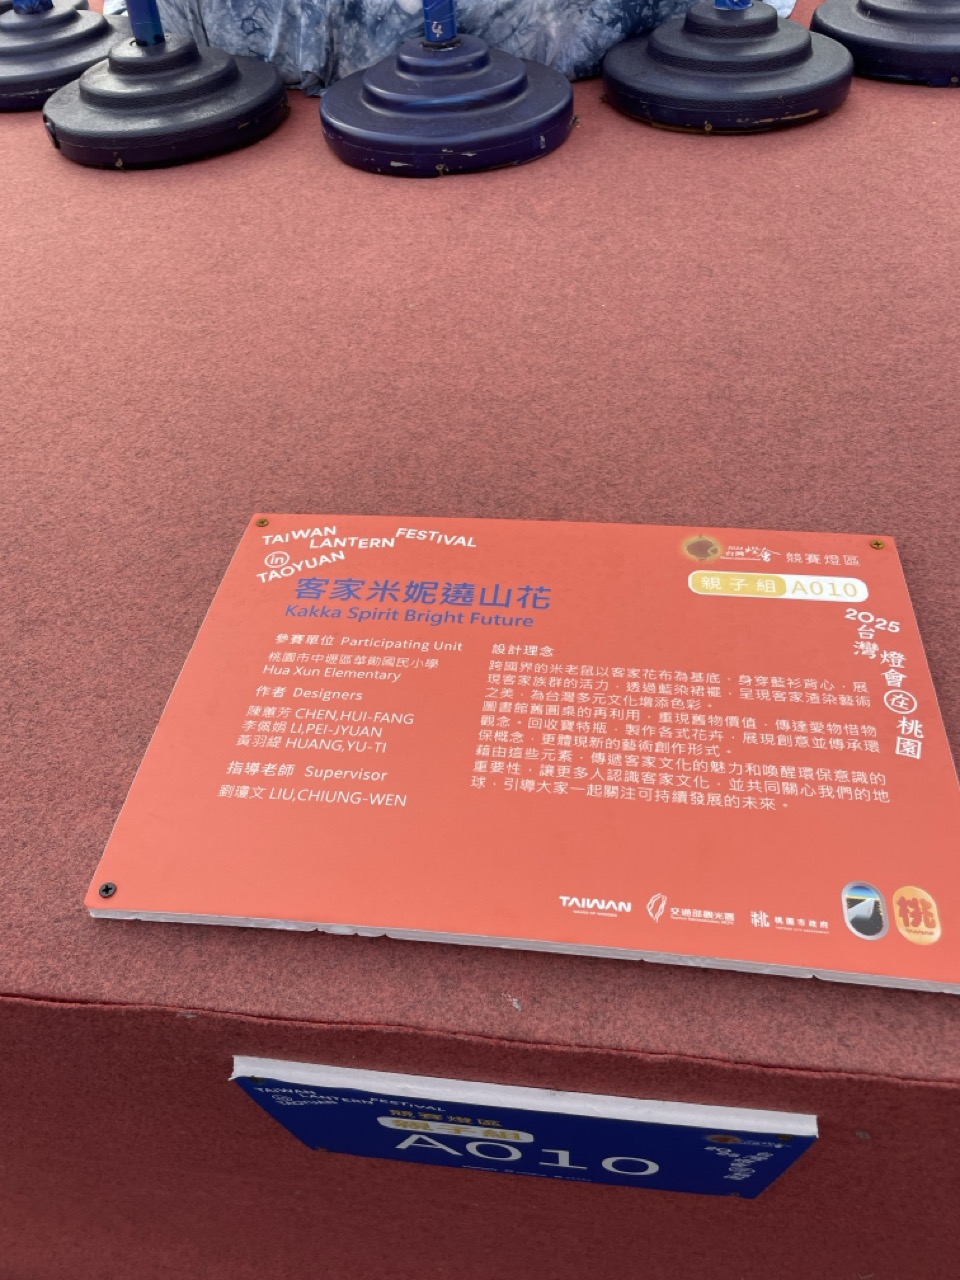 4
TAIWAN
LANTERN FESTIVAL
in
TAOYUAN
台灣燈會 競賽燈區
親子組 A010
2025
台灣燈會在桃園
客家米妮遶山花
Kakka Spirit Bright Future
參賽單位 Participating Unit
桃園市中壢區華勛國民小學
Hua Xun Elementary
作者 Designers
陳蕙芳 CHEN,HUI-FANG
李佩娟 LI,PEI-JYUAN
黃羽緹 HUANG,YU-TI
指導老師 Supervisor
劉瓊文 LIU,CHIUNG-WEN
設計理念
跨國界的米老鼠以客家花布為基底，身穿藍衫背心，展
現客家族群的活力，透過藍染裙襬，呈現客家渲染藝術
之美，為台灣多元文化增添色彩。
圖書館舊圓桌的再利用，重現舊物價值，傳達愛物惜物
觀念。回收寶特瓶，製作各式花卉，展現創意並傳承環
保概念，更體現新的藝術創作形式。
藉由這些元素，傳遞客家文化的魅力和喚醒環保意識的
重要性，讓更多人認識客家文化，並共同關心我們的地
球，引導大家一起關注可持續發展的未來。
TAIWAN
交通部觀光署
桃 桃園市政府
桃
TAIWAN
LANTERN FESTIVAL
in
TAOYUAN
競賽燈區
親子組
A010